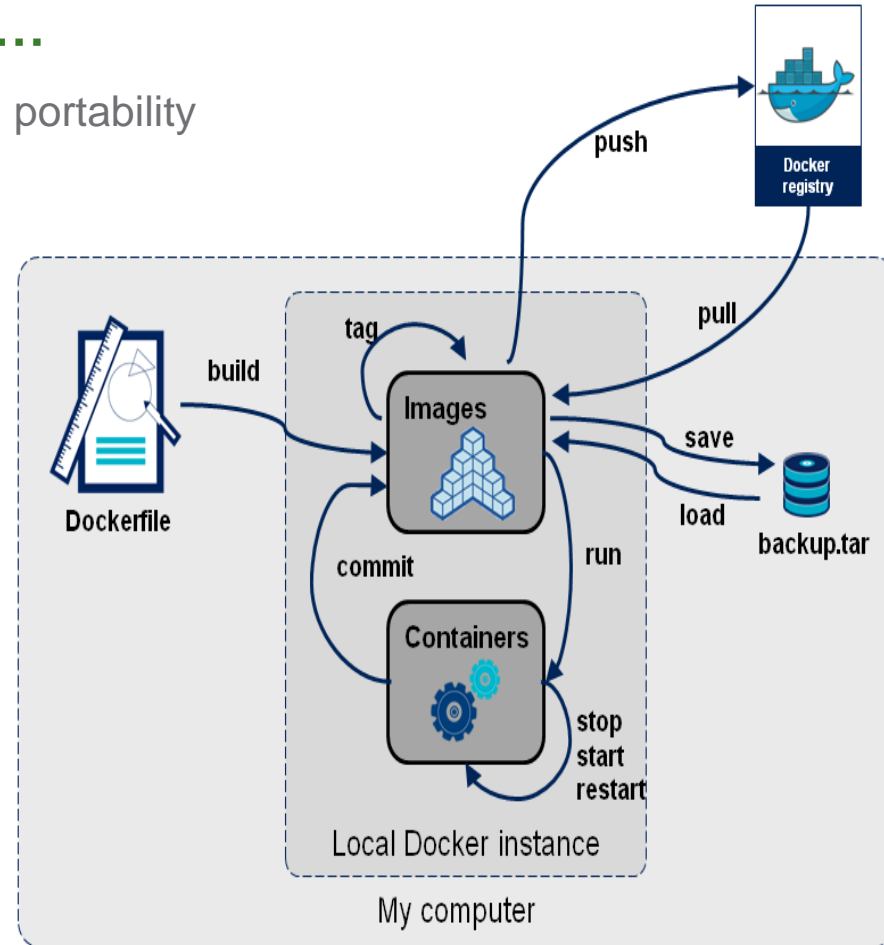 ...
portability
push
Docker
registry
pull
tag
build
Images
save
Dockerfile
load
backup.tar
commit
run
Containers
stop
start
restart
Local Docker instance
My computer